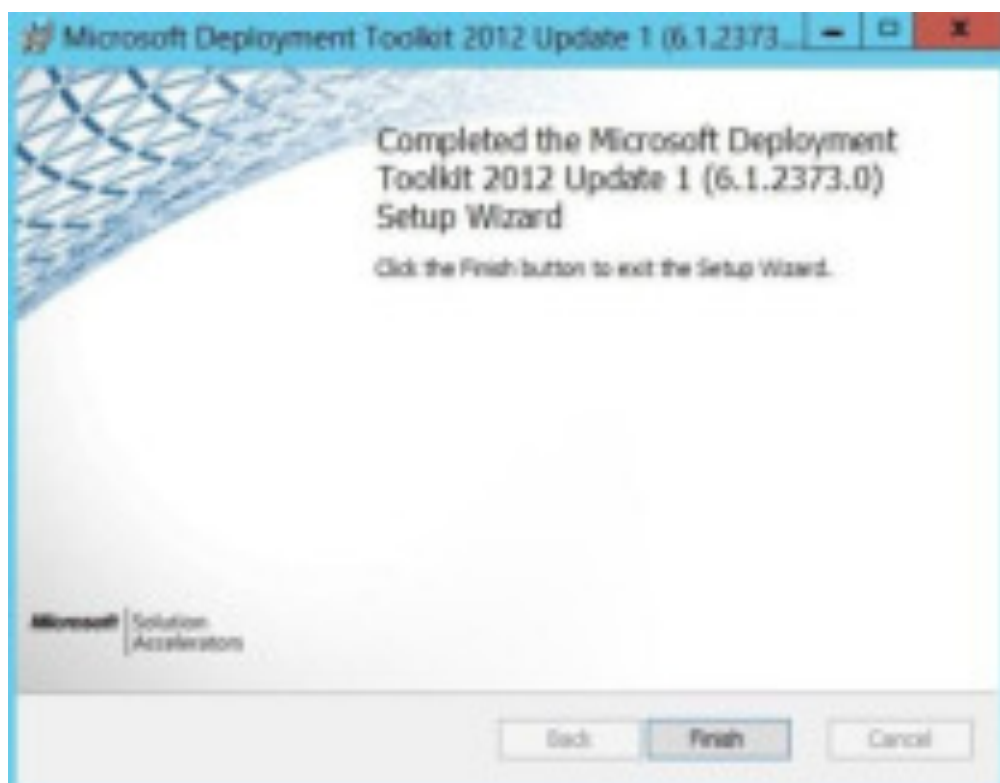 Microsoft Deployment Toolkit 2012 Update 1 (6.1.2373...
Completed the Microsoft Deployment
Toolkit 2012 Update 1 (6.1.2373.0)
Setup Wizard
Click the Finish button to exit the Setup Wizard.
Microsoft Solution
Accelerators
Back Finish Cancel